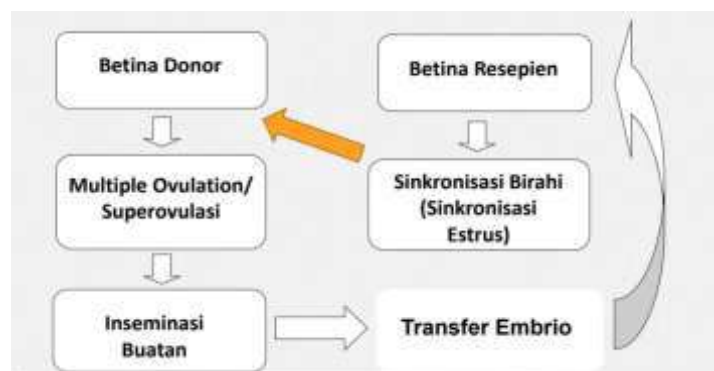 Betina Donor
Betina Resepien
Multiple Ovulation/
Superovulasi
Sinkronisasi Birahi
(Sinkronisasi
Estrus)
Inseminasi
Buatan
Transfer Embrio